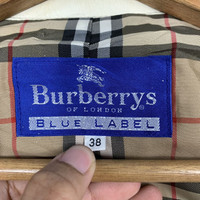 Burberrys
OF LONDON
BLUE LABEL
38